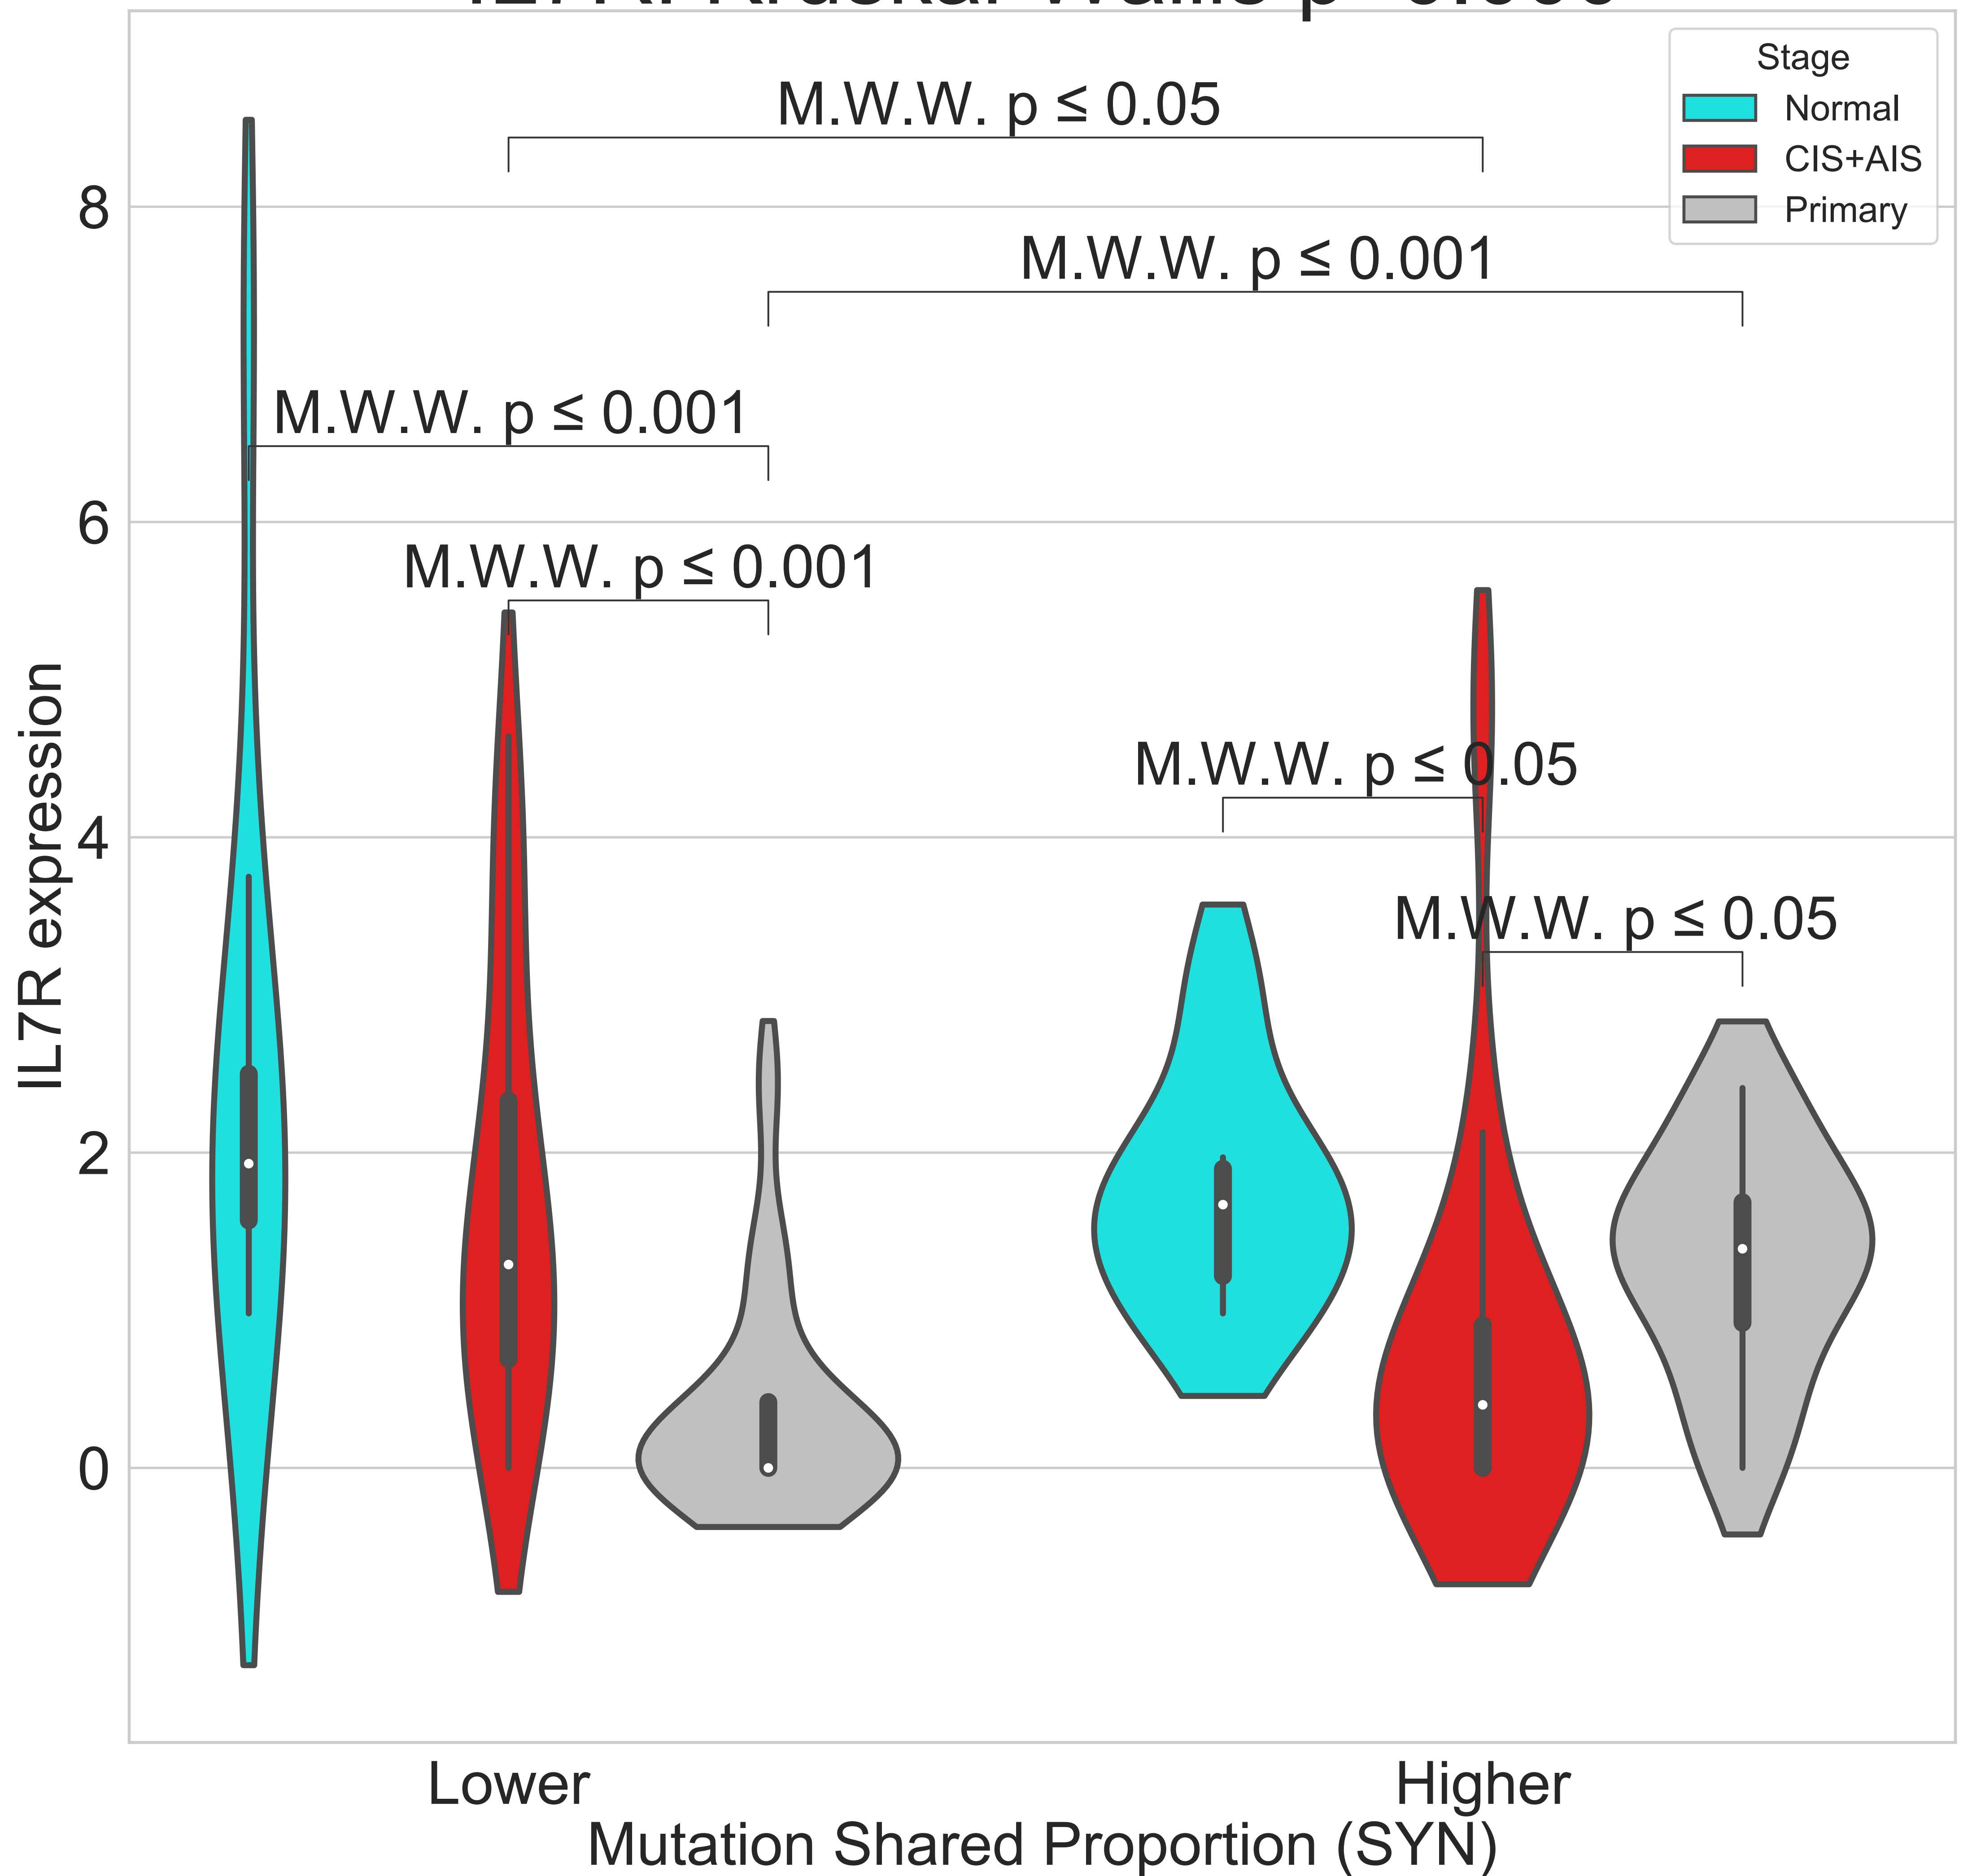 Stage
Normal
CIS+AIS
Primary
M.W.W. p ≤ 0.05
M.W.W. p ≤ 0.001
M.W.W. p ≤ 0.001
M.W.W. p ≤ 0.001
M.W.W. p ≤ 0.05
M.W.W. p ≤ 0.05
8
6
4
2
0
IL7R expression
Lower
Higher
Mutation Shared Proportion (SYN)